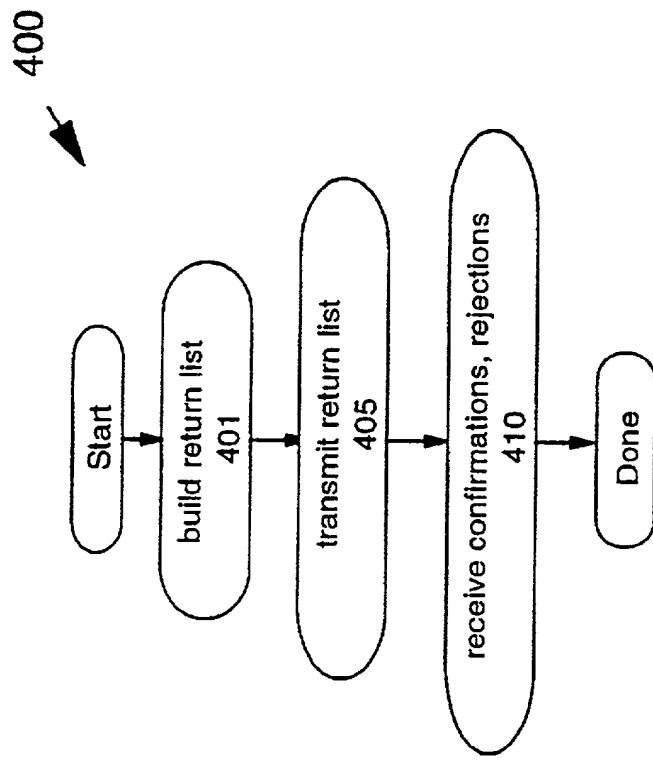 400
Start
build return list
401
transmit return list
405
receive confirmations, rejections
410
Done